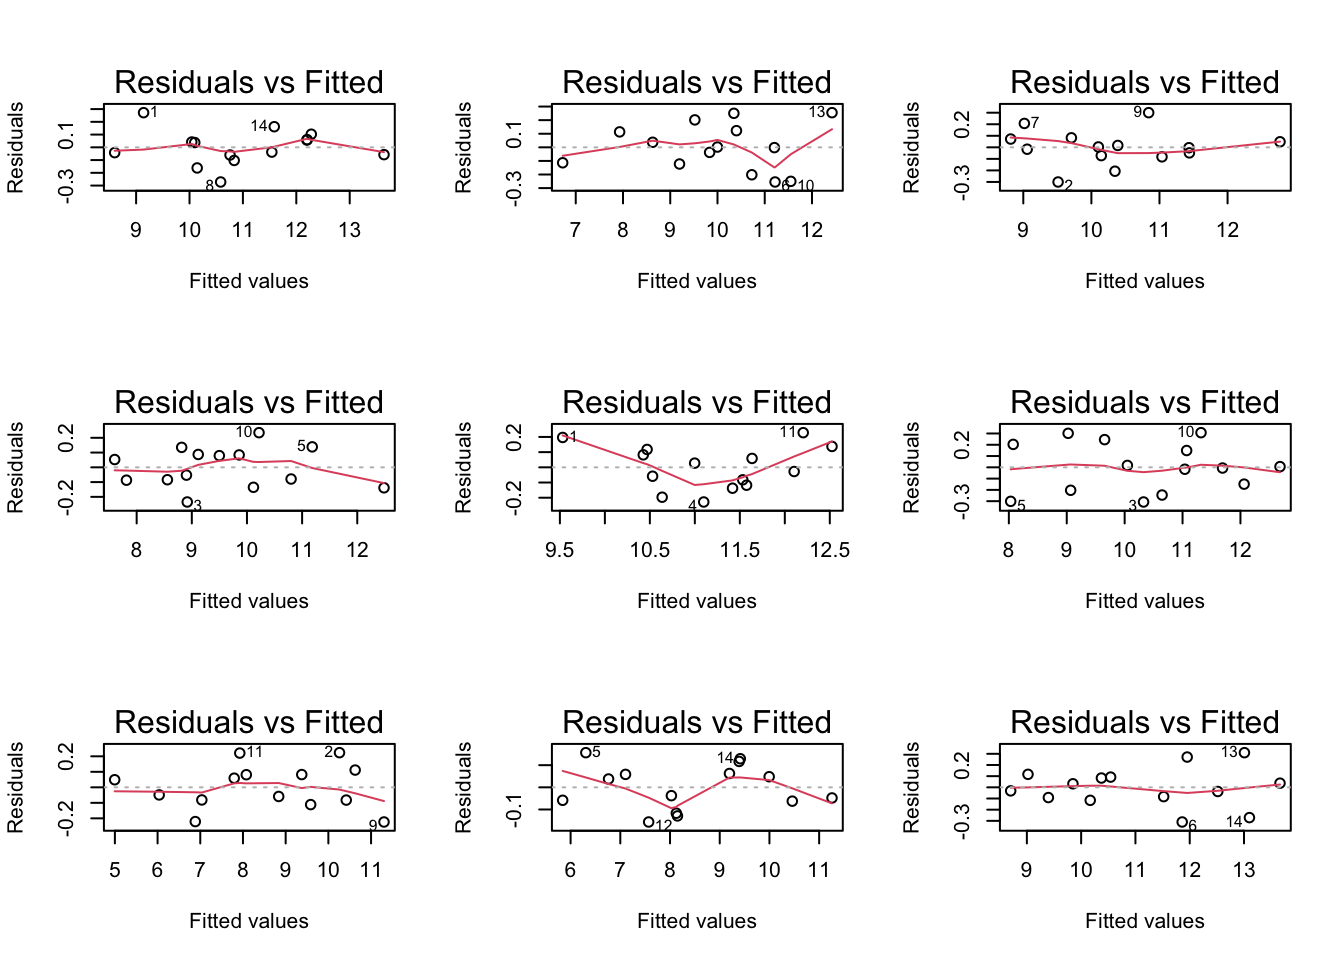 Residuals vs Fitted
Residuals
0.1
-0.3
1
14
8
9 10 11 12 13
Fitted values
Residuals vs Fitted
Residuals
0.1
-0.3
13
6
10
7 8 9 10 11 12
Fitted values
Residuals vs Fitted
Residuals
0.2
-0.3
9
7
2
9 10 11 12
Fitted values
Residuals vs Fitted
Residuals
0.2
-0.2
10
5
3
8 9 10 11 12
Fitted values
Residuals vs Fitted
Residuals
0.2
-0.2
1
11
4
9.5 10.5 11.5 12.5
Fitted values
Residuals vs Fitted
Residuals
0.2
-0.3
10
5
3
8 9 10 11 12
Fitted values
Residuals vs Fitted
Residuals
0.2
-0.2
11
2
9
5 6 7 8 9 10 11
Fitted values
Residuals vs Fitted
Residuals
-0.1
5
14
12
6 7 8 9 10 11
Fitted values
Residuals vs Fitted
Residuals
0.2
-0.3
13
6
14
9 10 11 12 13
Fitted values